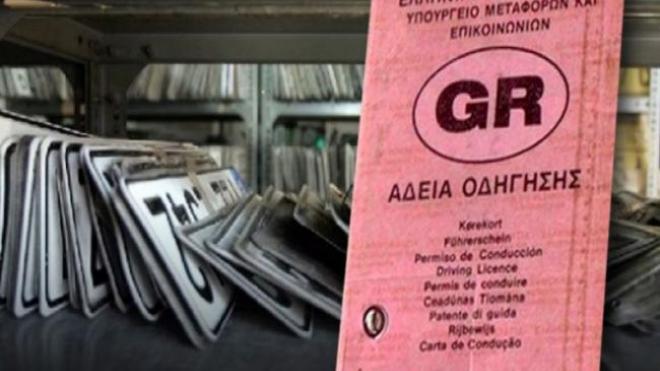 ΥΠΟΥΡΓΕΙΟ ΜΕΤΑΦΟΡΩΝ ΚΑΙ
ΕΠΙΚΟΙΝΩΝΙΩΝ
GR
ΑΔΕΙΑ ΟΔΗΓΗΣΗΣ
Kørekort
Führerschein
Permiso de Conducción
Driving Licence
Permis de conduire
Ceadúnas Tiomána
Patente di guida
Rijbewijs
Carta de Condução